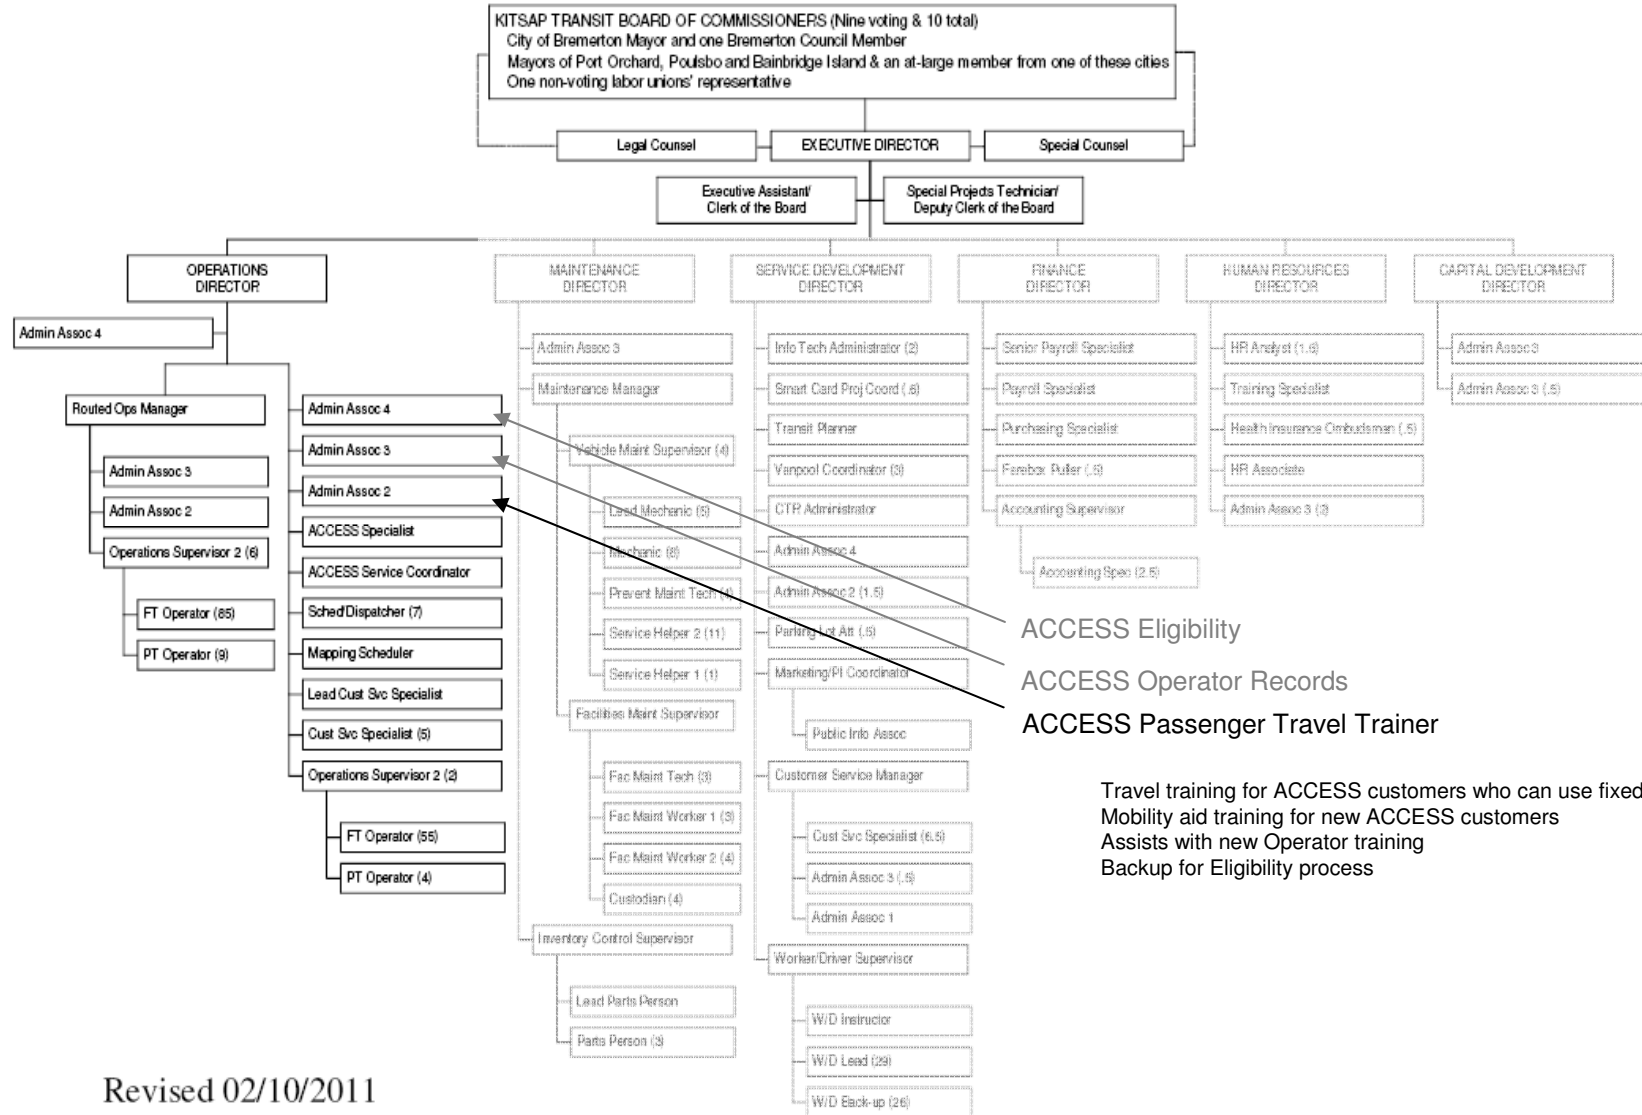 KITSAP TRANSIT BOARD OF COMMISSIONERS (Nine voting & 10 total)
City of Bremerton Mayor and one Bremerton Council Member
Mayors of Port Orchard, Poulsbo and Bainbridge Island & an at-large member from one of these cities
One non-voting labor unions' representative
Legal Counsel
EXECUTIVE DIRECTOR
Special Counsel
Executive Assistant/
Clerk of the Board
Special Projects Technician/
Deputy Clerk of the Board
OPERATIONS
DIRECTOR
MAINTENANCE
DIRECTOR
SERVICE DEVELOPMENT
DIRECTOR
FINANCE
DIRECTOR
HUMAN RESOURCES
DIRECTOR
CAPITAL DEVELOPMENT
DIRECTOR
Admin Assoc 4
Routed Ops Manager
Admin Assoc 3
Admin Assoc 2
Operations Supervisor 2 (6)
FT Operator (85)
PT Operator (9)
Admin Assoc 4
Admin Assoc 3
Admin Assoc 2
ACCESS Specialist
ACCESS Service Coordinator
Sched/Dispatcher (7)
Mapping Scheduler
Lead Cust Svc Specialist
Cust Svc Specialist (5)
Operations Supervisor 2 (2)
FT Operator (55)
PT Operator (4)
Admin Assoc 3
Maintenance Manager
Vehicle Maint Supervisor (4)
Lead Mechanic (5)
Mechanic (8)
Prevent Maint Tech (4)
Service Helper 2 (11)
Service Helper 1 (1)
Facilities Maint Supervisor
Fac Maint Tech (3)
Fac Maint Worker 1 (3)
Fac Maint Worker 2 (4)
Custodian (4)
Inventory Control Supervisor
Lead Parts Person
Parts Person (3)
Info Tech Administrator (2)
Smart Card Proj Coord (.6)
Transit Planner
Vanpool Coordinator (3)
CTR Administrator
Admin Assoc 4
Admin Assoc 2 (1.5)
Parking Lot Att (.5)
Marketing/PI Coordinator
Public Info Assoc
Customer Service Manager
Cust Svc Specialist (6.5)
Admin Assoc 3 (.5)
Admin Assoc 1
Worker/Driver Supervisor
W/D Instructor
W/D Lead (29)
W/D Back-up (26)
Senior Payroll Specialist
Payroll Specialist
Purchasing Specialist
Farebox Puller (.5)
Accounting Supervisor
Accounting Spec (2.5)
HR Analyst (1.6)
Training Specialist
Health Insurance Ombudsman (.5)
HR Associate
Admin Assoc 3 (2)
Admin Assoc 3
Admin Assoc 3 (.5)
ACCESS Eligibility
ACCESS Operator Records
ACCESS Passenger Travel Trainer
Travel training for ACCESS customers who can use fixed
Mobility aid training for new ACCESS customers
Assists with new Operator training
Backup for Eligibility process
Revised 02/10/2011